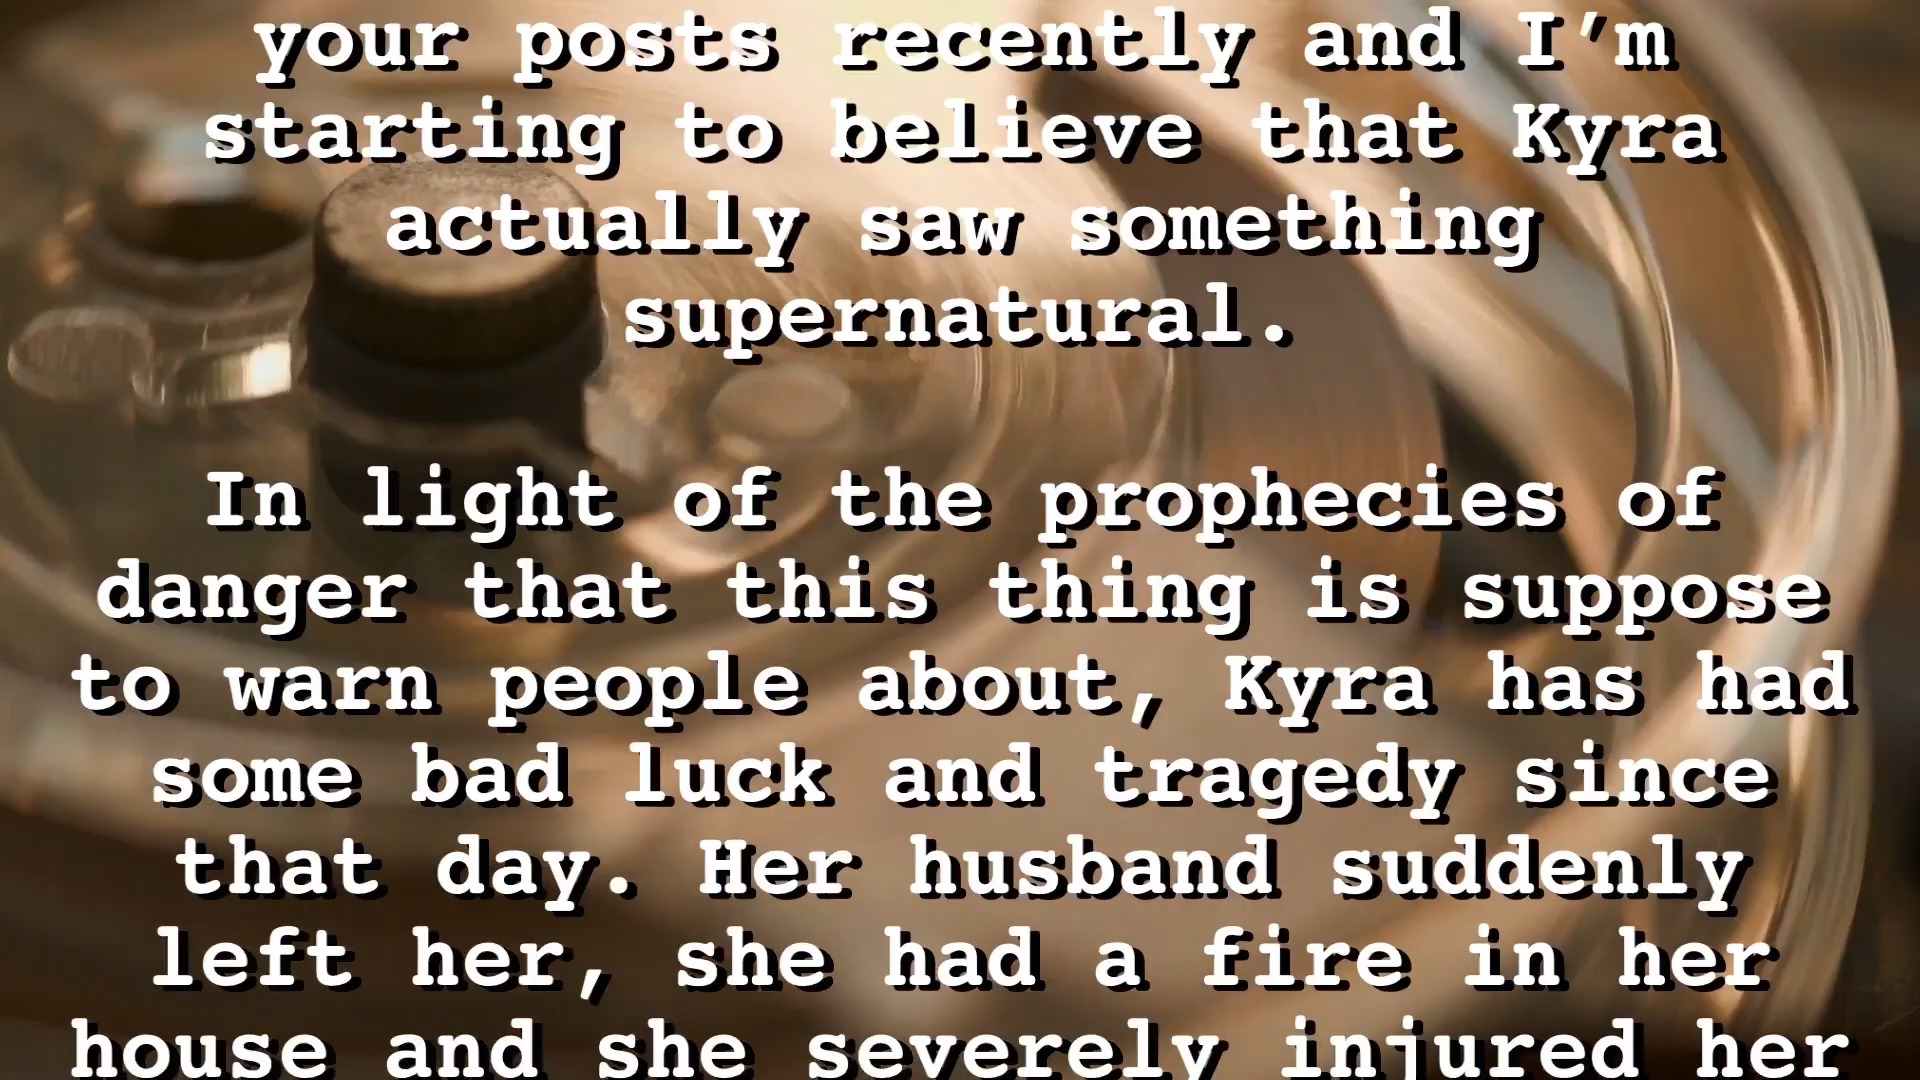 your posts recently and I’m
starting to believe that Kyra
actually saw something
supernatural.
In light of the prophecies of
danger that this thing is suppose
to warn people about, Kyra has had
some bad luck and tragedy since
that day. Her husband suddenly
left her, she had a fire in her
house and she severely injured her